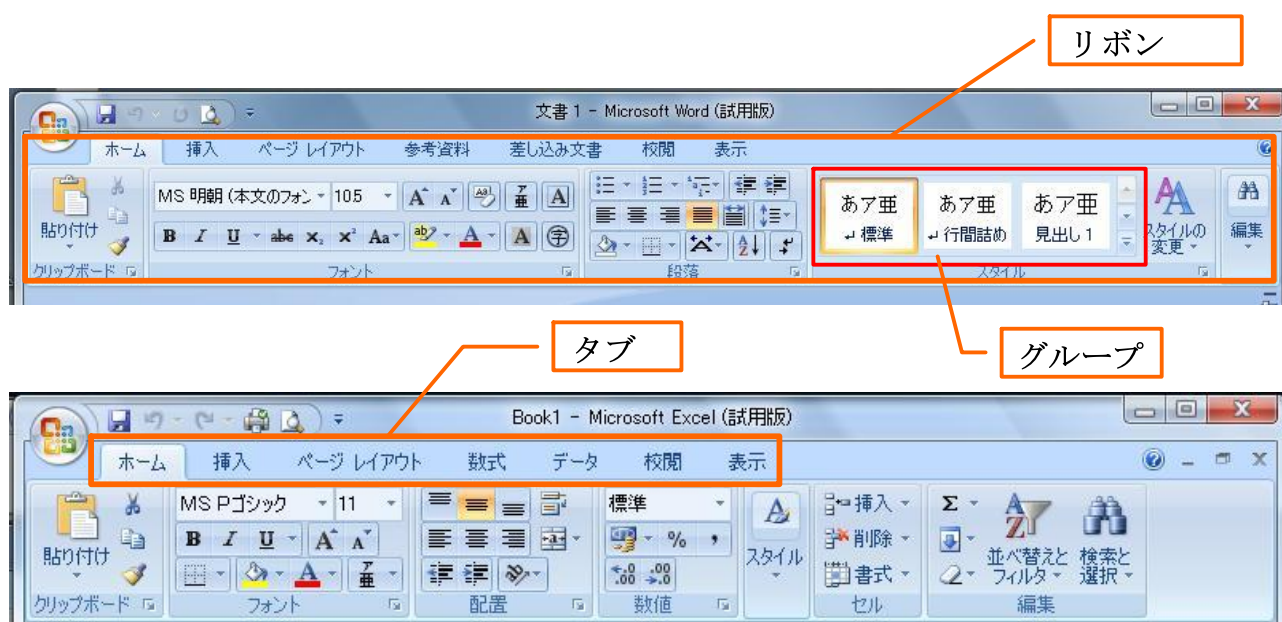 リボン
文書 1 - Microsoft Word (試用版)
ホーム 挿入 ページ レイアウト 参考資料 差し込み文書 校閲 表示
MS 明朝 (本文のフォン 10.5
貼り付け
B I U abe x₂ x² Aa ab A A 字
あア亜 あア亜 あア亜
標準 行間詰め 見出し 1
スタイルの変更 編集
クリップボード フォント 段落 スタイル
タブ
グループ
Book1 - Microsoft Excel (試用版)
ホーム 挿入 ページ レイアウト 数式 データ 校閲 表示
MS Pゴシック 11 標準 挿入 Σ
貼り付け B I U A A % , スタイル 削除 並べ替えと 検索と
A 書式 フィルタ 選択
クリップボード フォント 配置 数値 セル 編集